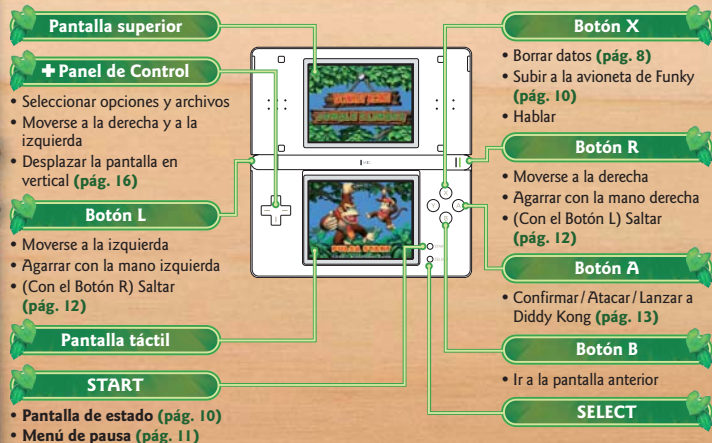 Pantalla superior
✚ Panel de Control
• Seleccionar opciones y archivos
• Moverse a la derecha y a la
izquierda
• Desplazar la pantalla en
vertical (pág. 16)
Botón L
• Moverse a la izquierda
• Agarrar con la mano izquierda
• (Con el Botón R) Saltar
(pág. 12)
Pantalla táctil
START
• Pantalla de estado (pág. 10)
• Menú de pausa (pág. 11)
PULSA START
Y
X
A
B
Botón X
• Borrar datos (pág. 8)
• Subir a la avioneta de Funky
(pág. 10)
• Hablar
Botón R
• Moverse a la derecha
• Agarrar con la mano derecha
• (Con el Botón L) Saltar
(pág. 12)
Botón A
• Confirmar/Atacar/Lanzar a
Diddy Kong (pág. 13)
Botón B
• Ir a la pantalla anterior
SELECT